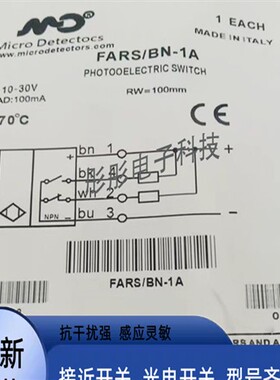 MD
Micro Detectors
www.microdetectors.com
1 EACH
MADE IN ITALY
FARS/BN-1A
PHOTOELECTRIC SWITCH
10-30V
AD:100mA
RW=100mm
70°C
CE
bn 1
+
bk 4
wh 2
NPN
bu 3
-
彤彤电子科技
FARS/BN-1A
抗干扰强 感应灵敏
新
接近开关 光电开关 型号齐